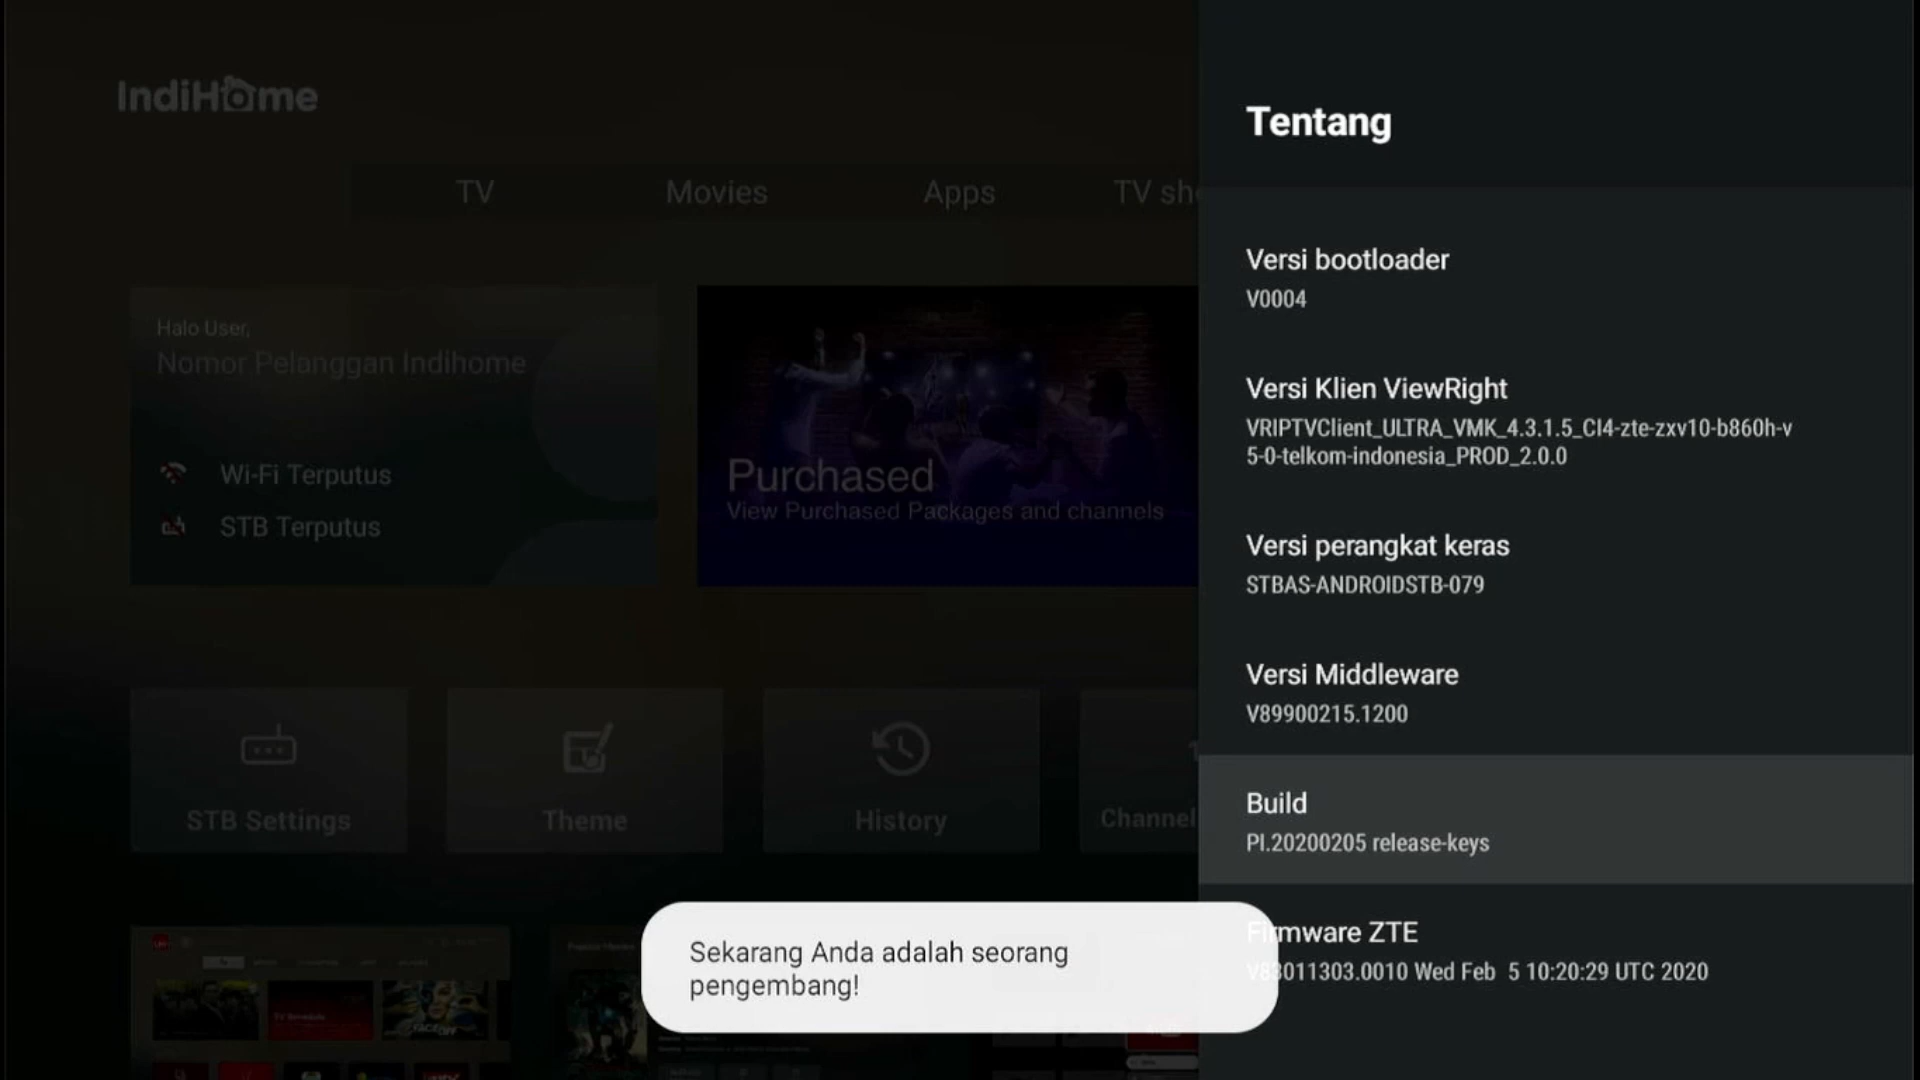 IndiHome
TV
Movies
Apps
TV sho
Halo User,
Nomor Pelanggan Indihome
Wi-Fi Terputus
STB Terputus
Purchased
View Purchased Packages and channels
STB Settings
Theme
History
Channel
Tentang
Versi bootloader
V0004
Versi Klien ViewRight
VRIPTVClient_ULTRA_VMK_4.3.1.5_CI4-zte-zxv10-b860h-v
5-0-telkom-indonesia_PROD_2.0.0
Versi perangkat keras
STBAS-ANDROIDSTB-079
Versi Middleware
V89900215.1200
Build
PI.20200205 release-keys
Firmware ZTE
V83011303.0010 Wed Feb 5 10:20:29 UTC 2020
Sekarang Anda adalah seorang
pengembang!